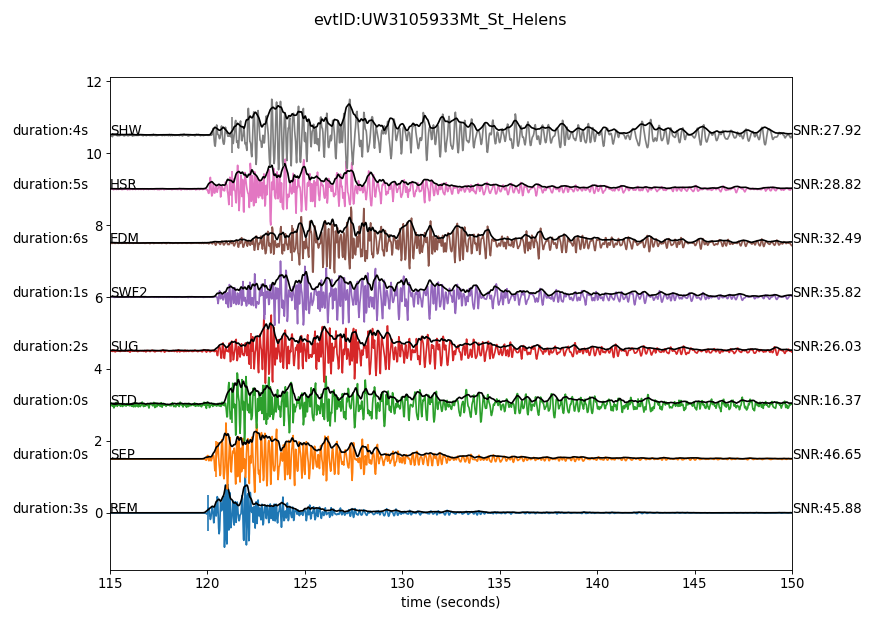 evtID:UW3105933Mt_St_Helens
12
duration:4s SHW SNR:27.92
10
duration:5s HSR SNR:28.82
8
duration:6s EDM SNR:32.49
duration:1s SWF2 SNR:35.82
6
duration:2s SUG SNR:26.03
4
duration:0s STD SNR:16.37
2
duration:0s SEP SNR:46.65
duration:3s REM SNR:45.88
0
115 120 125 130 135 140 145 150
time (seconds)